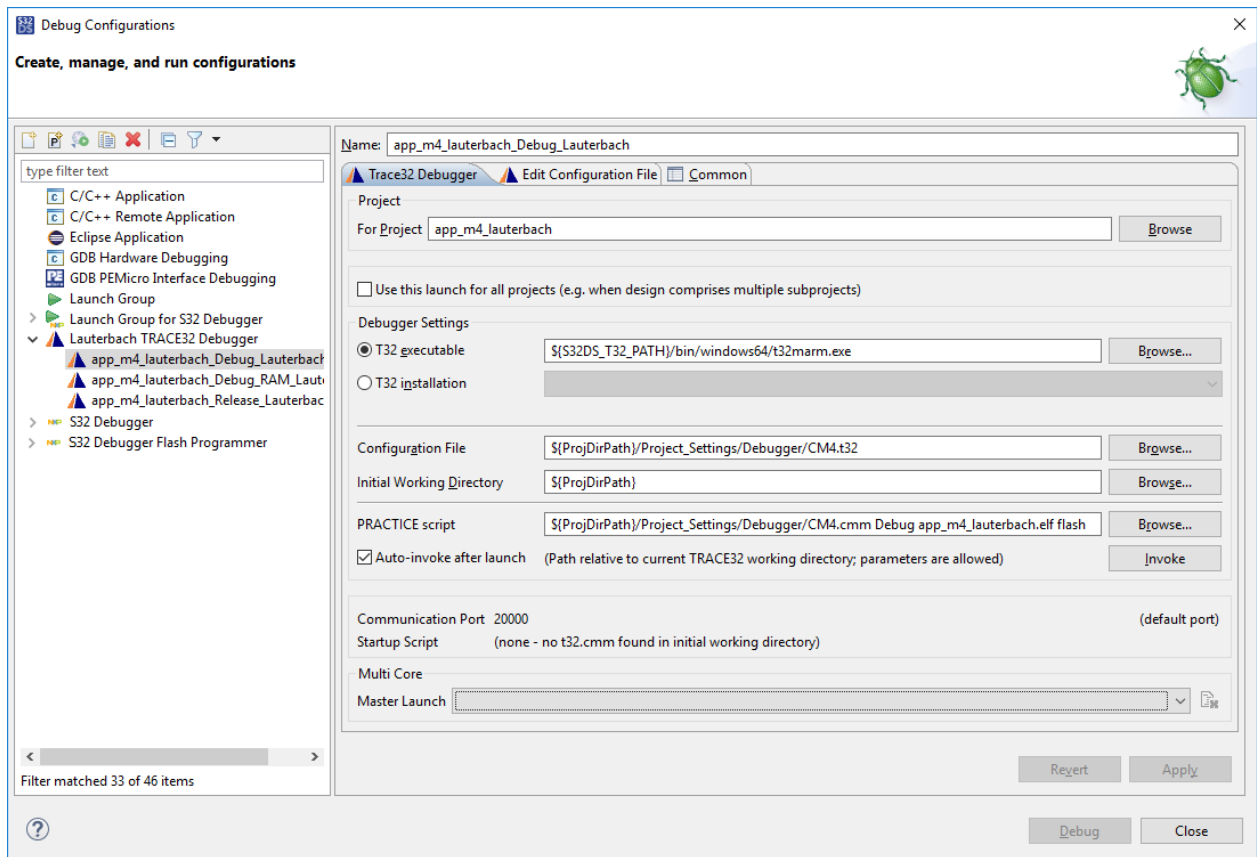 S32 DS Debug Configurations
Create, manage, and run configurations
type filter text
C/C++ Application
C/C++ Remote Application
Eclipse Application
GDB Hardware Debugging
GDB PEMicro Interface Debugging
Launch Group
Launch Group for S32 Debugger
Lauterbach TRACE32 Debugger
app_m4_lauterbach_Debug_Lauterbach
app_m4_lauterbach_Debug_RAM_Laut
app_m4_lauterbach_Release_Lauterbac
S32 Debugger
S32 Debugger Flash Programmer
Filter matched 33 of 46 items
Name: app_m4_lauterbach_Debug_Lauterbach
Trace32 Debugger Edit Configuration File Common
Project
For Project app_m4_lauterbach Browse
Use this launch for all projects (e.g. when design comprises multiple subprojects)
Debugger Settings
T32 executable ${S32DS_T32_PATH}/bin/windows64/t32marm.exe Browse...
T32 installation
Configuration File ${ProjDirPath}/Project_Settings/Debugger/CM4.t32 Browse...
Initial Working Directory ${ProjDirPath} Browse...
PRACTICE script ${ProjDirPath}/Project_Settings/Debugger/CM4.cmm Debug app_m4_lauterbach.elf flash Browse...
Auto-invoke after launch (Path relative to current TRACE32 working directory; parameters are allowed) Invoke
Communication Port 20000 (default port)
Startup Script (none - no t32.cmm found in initial working directory)
Multi Core
Master Launch
Revert Apply
Debug Close